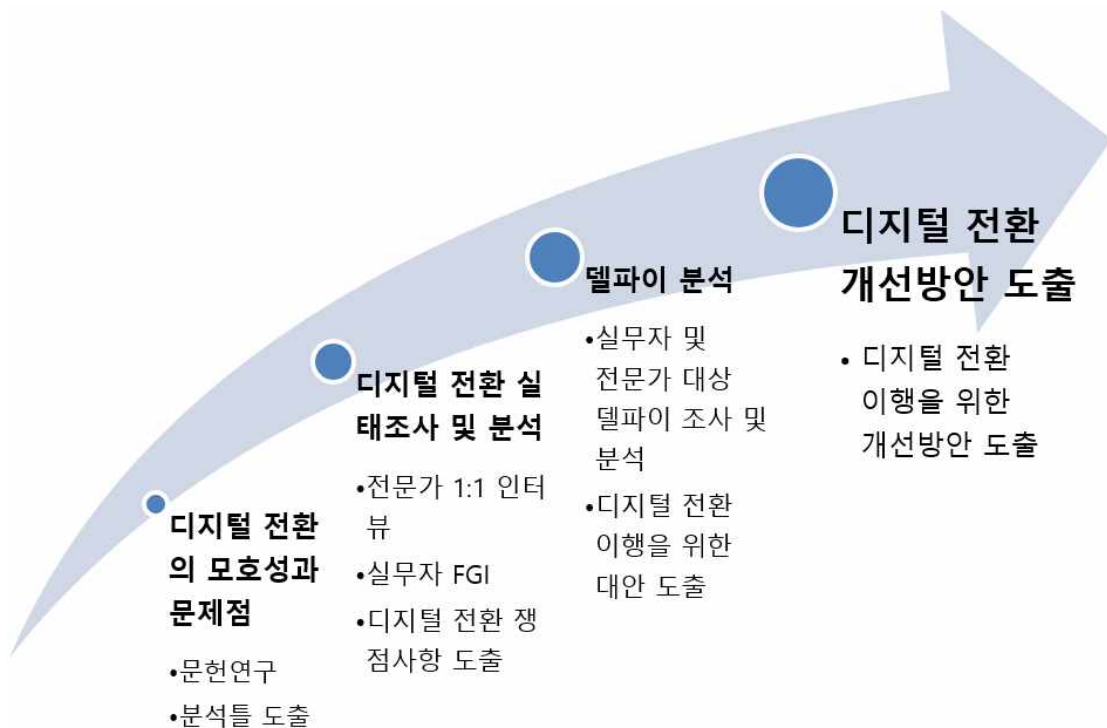 디지털 전환
의 모호성과
문제점
•문헌연구
•분석틀 도출
디지털 전환 실
태조사 및 분석
•전문가 1:1 인터
뷰
•실무자 FGI
•디지털 전환 쟁
점사항 도출
델파이 분석
•실무자 및
전문가 대상
델파이 조사 및
분석
•디지털 전환
이행을 위한
대안 도출
디지털 전환
개선방안 도출
• 디지털 전환
이행을 위한
개선방안 도출